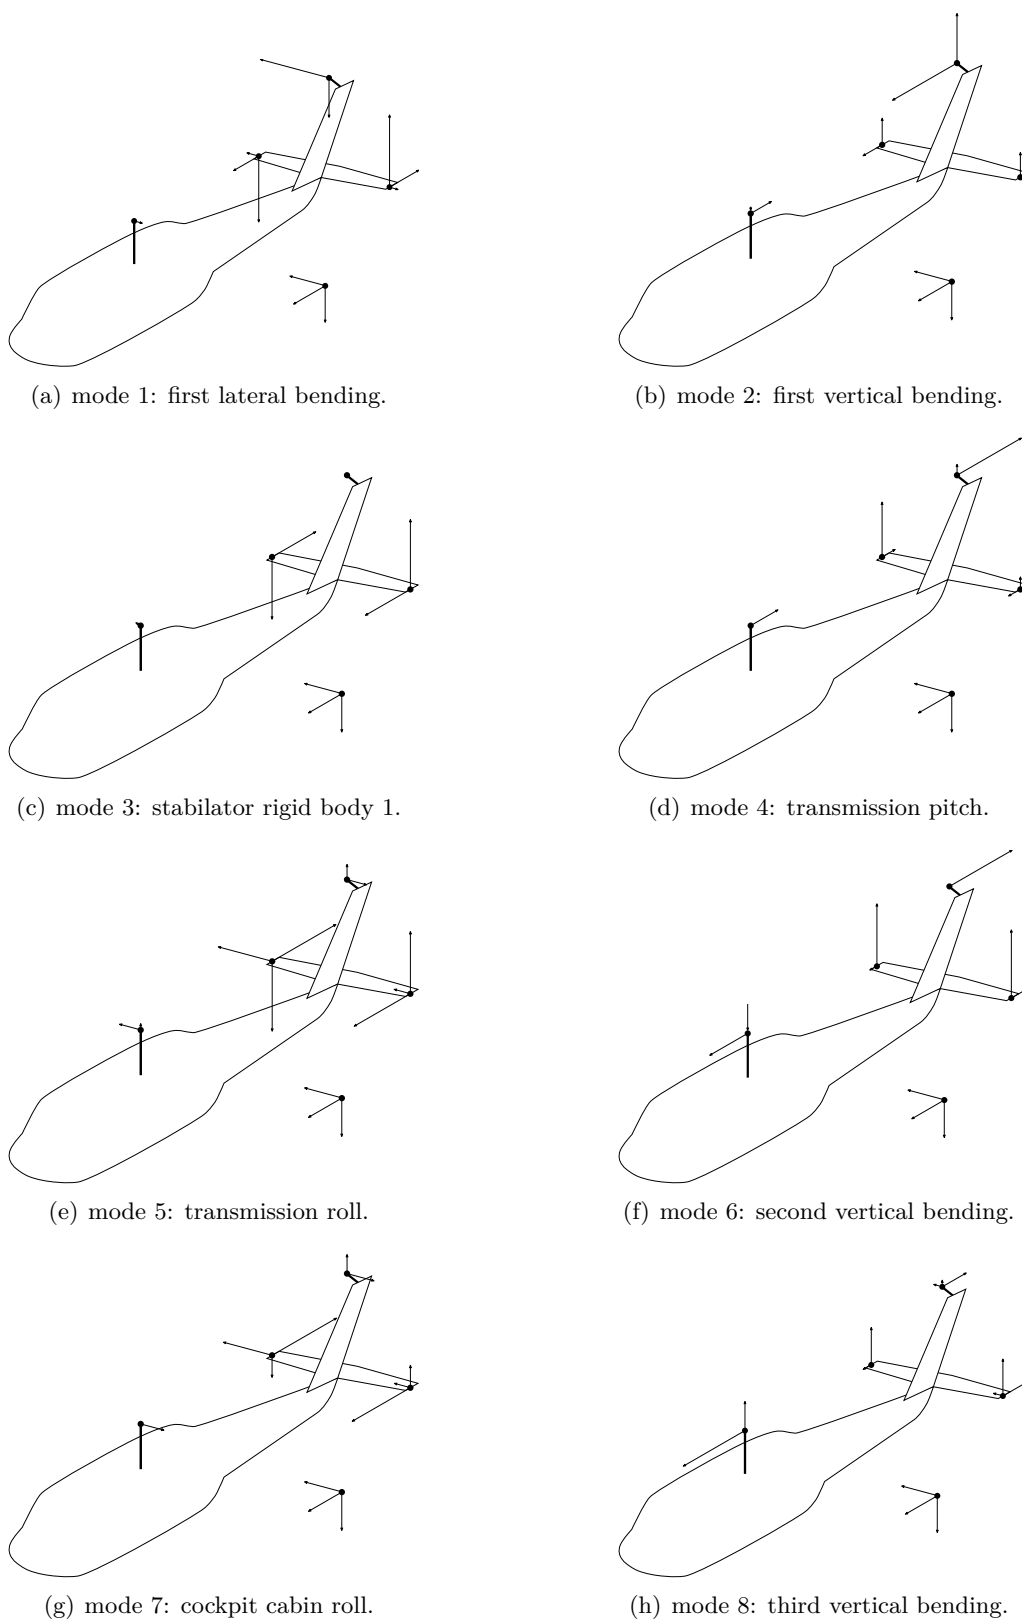 (a) mode 1: first lateral bending.
(b) mode 2: first vertical bending.
(c) mode 3: stabilator rigid body 1.
(d) mode 4: transmission pitch.
(e) mode 5: transmission roll.
(f) mode 6: second vertical bending.
(g) mode 7: cockpit cabin roll.
(h) mode 8: third vertical bending.